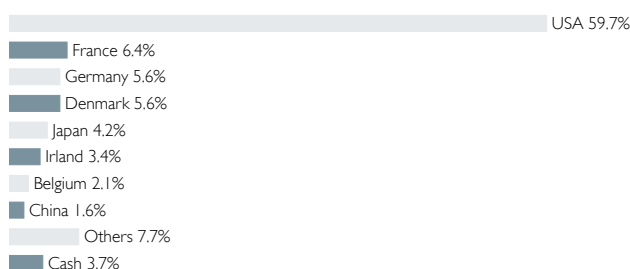 USA 59.7%
France 6.4%
Germany 5.6%
Denmark 5.6%
Japan 4.2%
Irland 3.4%
Belgium 2.1%
China 1.6%
Others 7.7%
Cash 3.7%